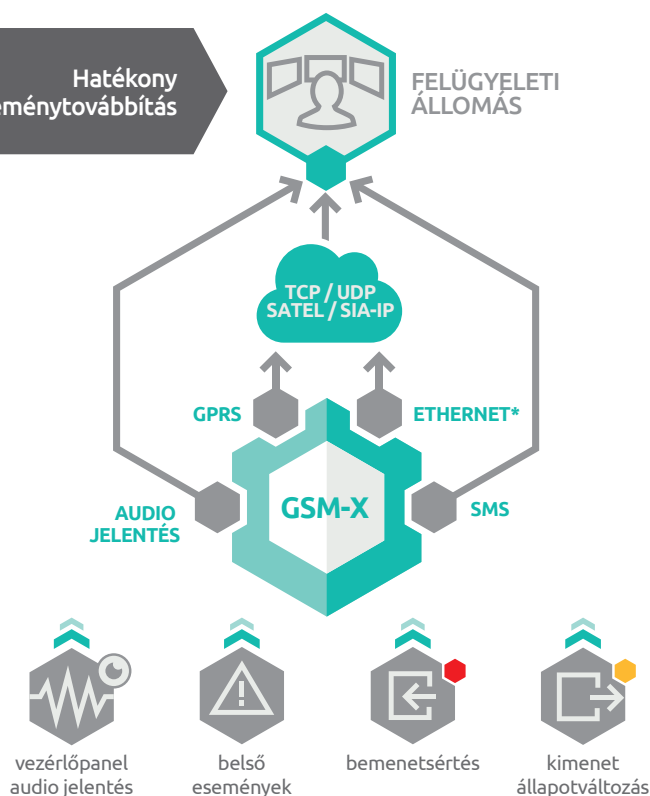 Hatékony
eménytovábbítás
FELÜGYELETI
ÁLLOMÁS
TCP / UDP
SATEL / SIA-IP
GPRS
ETHERNET*
GSM-X
AUDIO
JELENTÉS
SMS
vezérlőpanel
audio jelentés
belső
események
bemenetsértés
kimenet
állapotváltozás